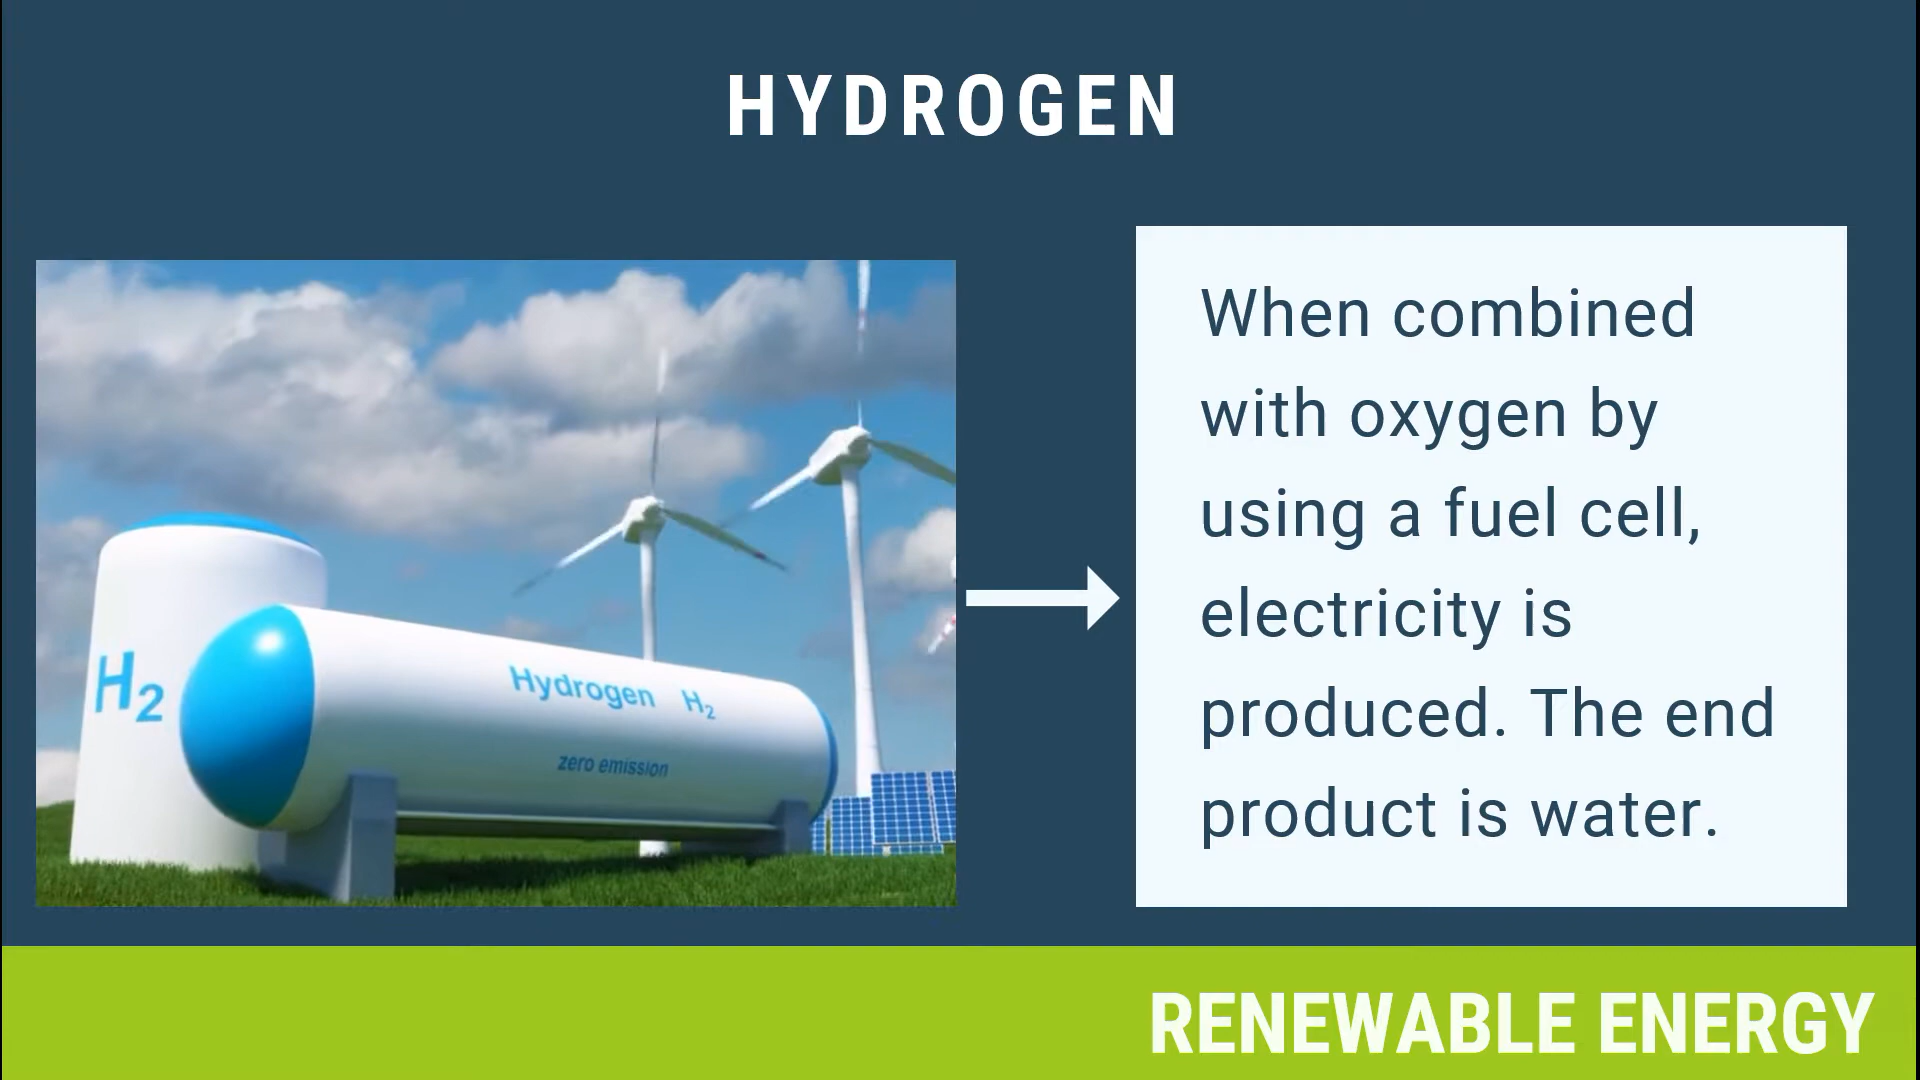 HYDROGEN
H2
Hydrogen H2
zero emission
When combined
with oxygen by
using a fuel cell,
electricity is
produced. The end
product is water.
RENEWABLE ENERGY